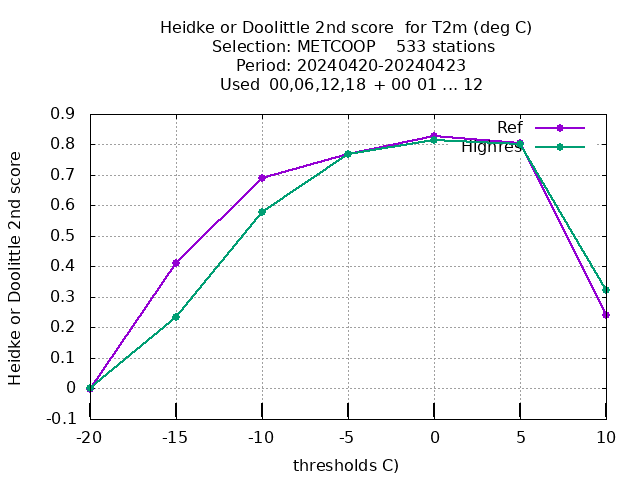 Heidke or Doolittle 2nd score  for T2m (deg C)
Selection: METCOOP    533 stations
Period: 20240420-20240423
Used  00,06,12,18  + 00 01 ... 12
Heidke or Doolittle 2nd score
0.9
0.8
0.7
0.6
0.5
0.4
0.3
0.2
0.1
0
-0.1
Ref
Highres
-20 -15 -10 -5 0 5 10
thresholds C)